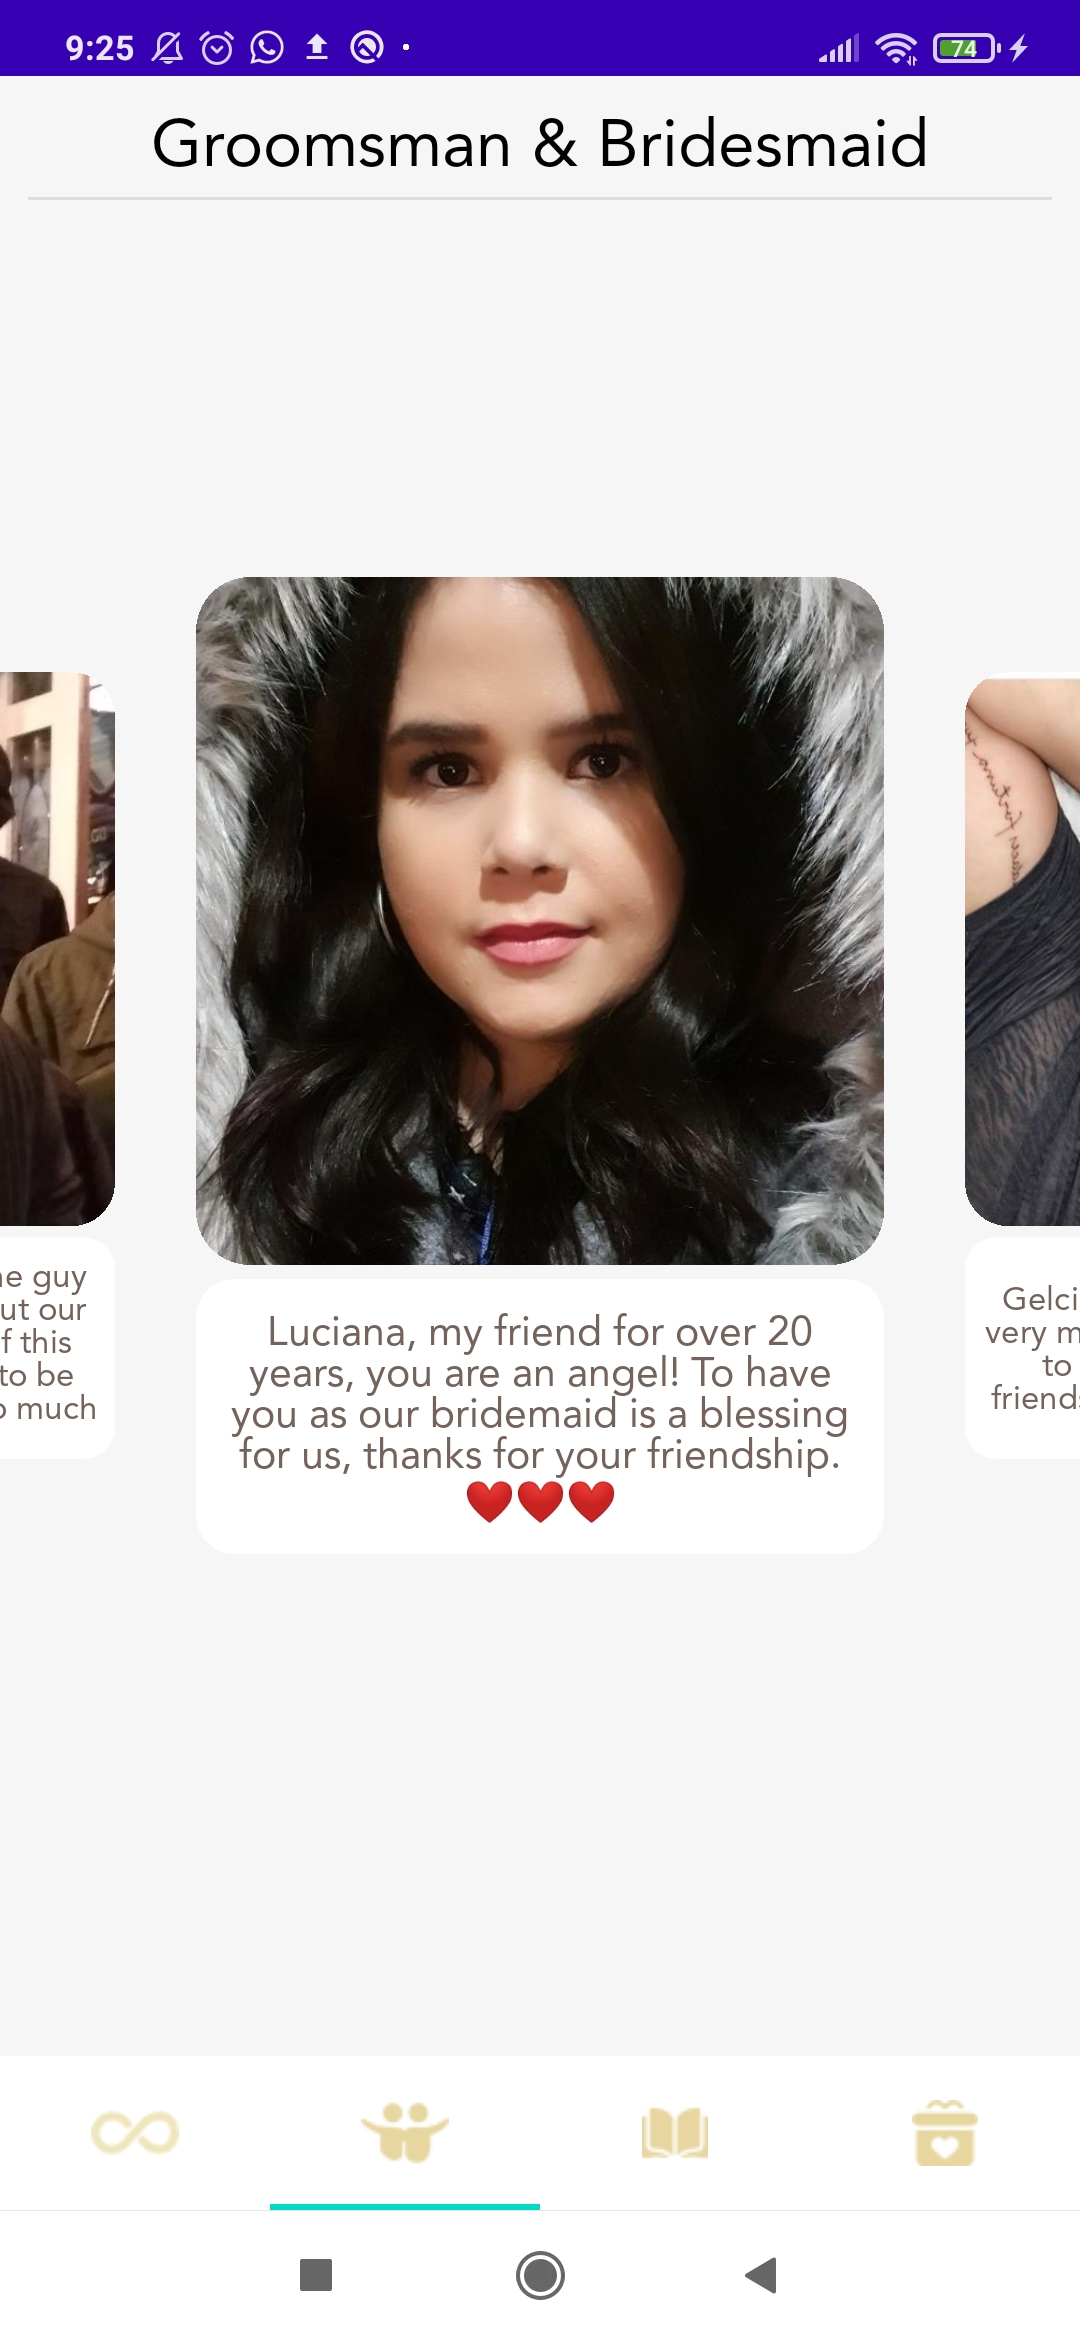 9:25
74
Groomsman & Bridesmaid
Luciana, my friend for over 20
years, you are an angel! To have
you as our bridemaid is a blessing
for us, thanks for your friendship.
❤️❤️❤️
guy
our
this
to be
much
Gelci
very m
to
friends